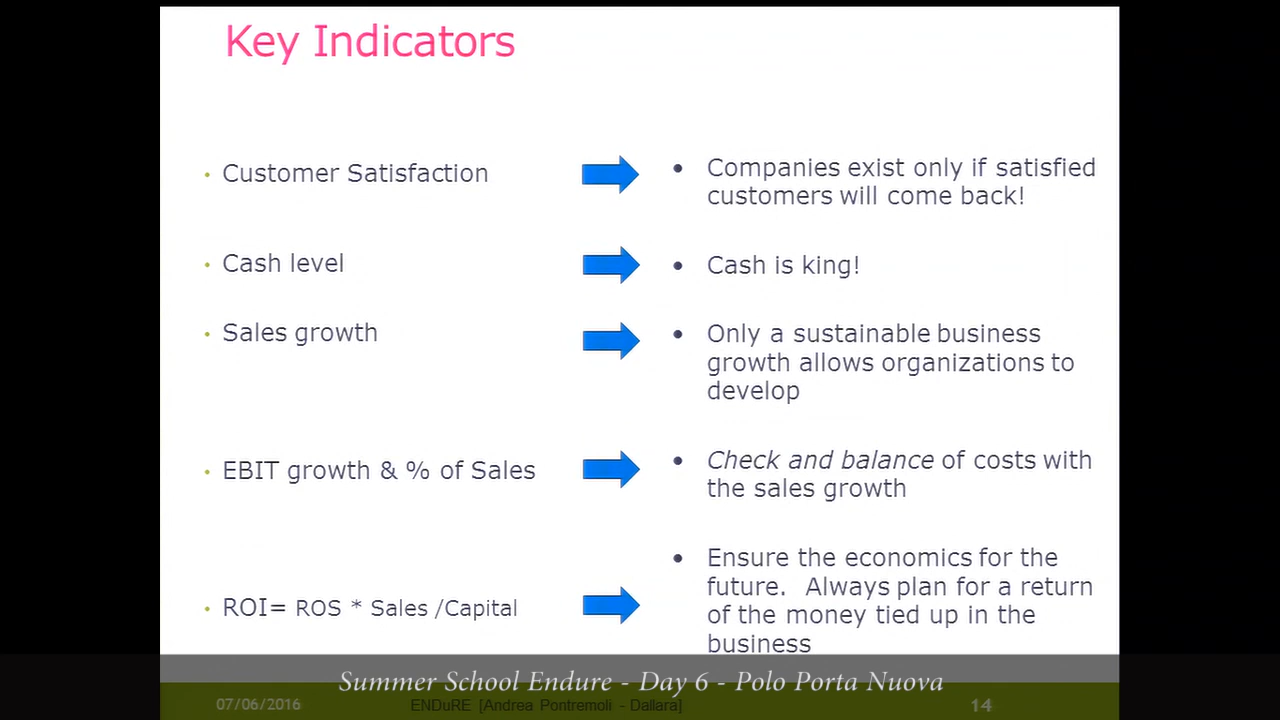 Key Indicators
• Customer Satisfaction
• Companies exist only if satisfied
customers will come back!
• Cash level
• Cash is king!
• Sales growth
• Only a sustainable business
growth allows organizations to
develop
• EBIT growth & % of Sales
• Check and balance of costs with
the sales growth
• ROI= ROS * Sales /Capital
• Ensure the economics for the
future. Always plan for a return
of the money tied up in the
business
Summer School Endure - Day 6 - Polo Porta Nuova
07/06/2016
ENDuRE [Andrea Pontremoli - Dallara]
14